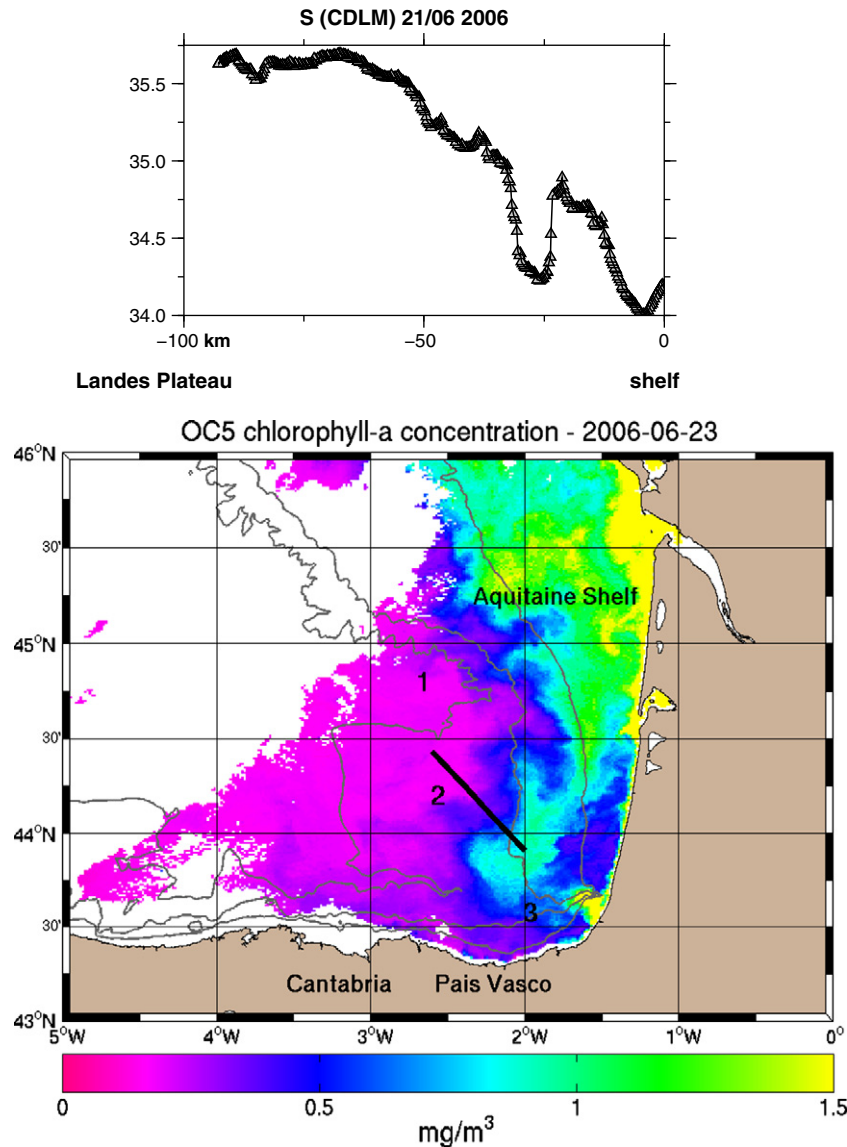 S (CDLM) 21/06 2006
35.5
35.0
34.5
34.0
−100 km −50 0
Landes Plateau shelf
OC5 chlorophyll-a concentration - 2006-06-23
46°N
30'
Aquitaine Shelf
45°N
1
30'
2
44°N
3
30'
Cantabria Pais Vasco
43°N
5°W 4°W 3°W 2°W 1°W 0°
0 0.5 1 1.5
mg/m³